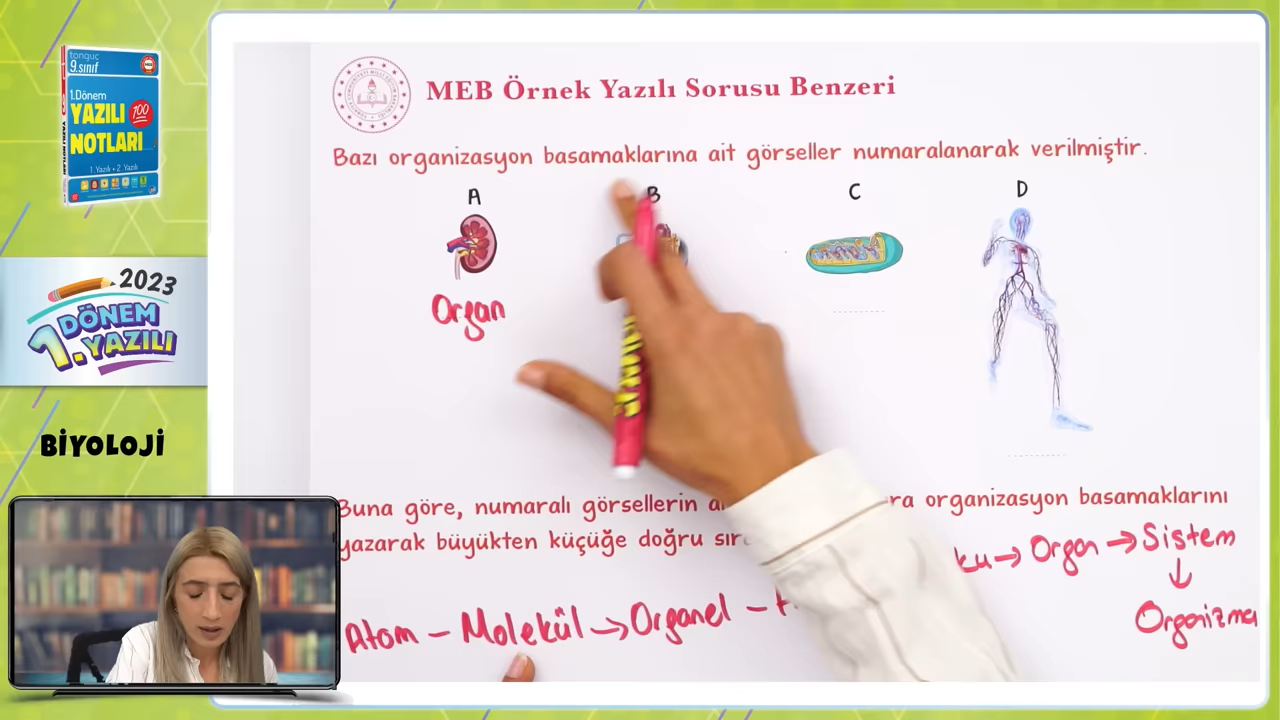 tonguç
9.sınıf
1.Dönem
YAZILI
100
NOTLARI
1.Yazılı • 2.Yazılı
YAZILI NOTLARI
2023
1.DÖNEM
YAZILI
BİYOLOJİ
MEB Örnek Yazılı Sorusu Benzeri
Bazı organizasyon basamaklarına ait görseller numaralanarak verilmiştir.
A B C D
Organ
Buna göre, numaralı görsellerin organizasyon basamaklarını
yazarak büyükten küçüğe doğru
→ Organ → Sistem
↓
Organizma
Atom – Molekül → Organel –